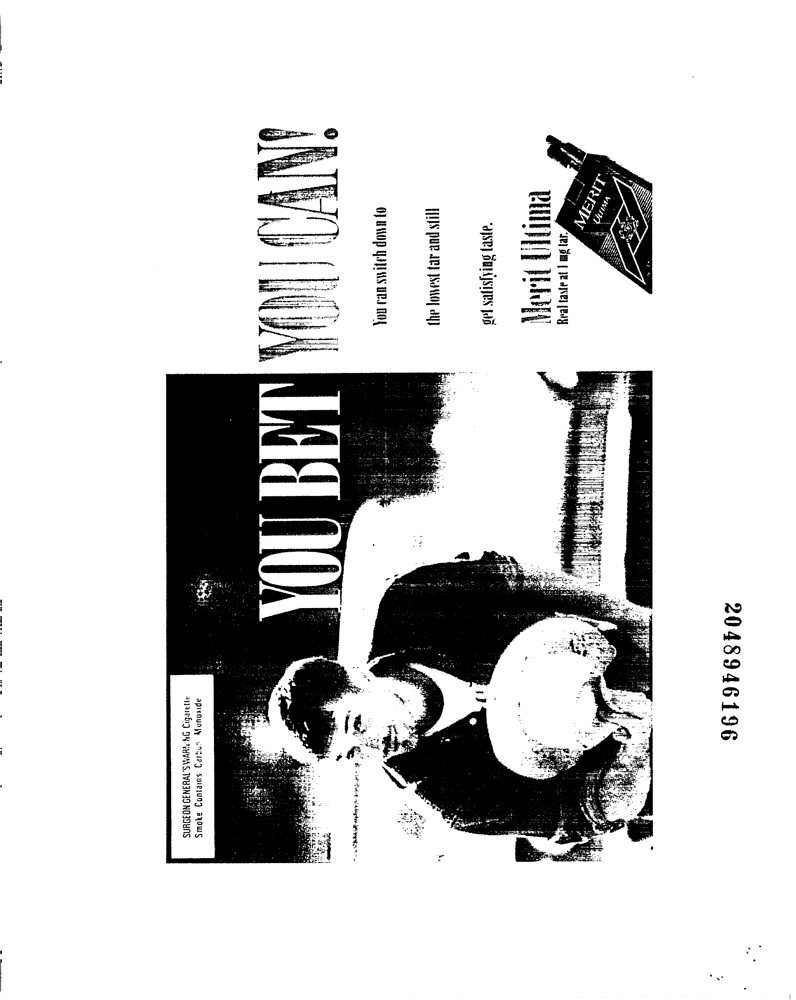 SURGEON GENERAL'S WARNING Cigarette
Smoke Contains Carbon Monoxide
YOU BET YOU CAN!
You can switch down to
the lowest tar and still
get satisfying taste.
Merit Ultima
Real taste at 1 mg tar.
MERIT
ULTIMA
2048946196